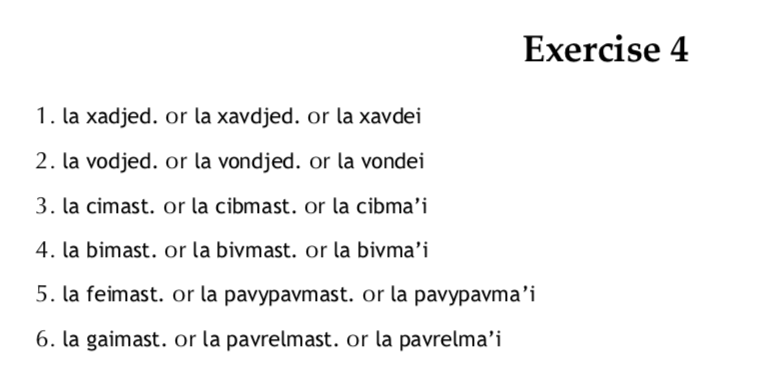 Exercise 4
1. la xadjed. or la xavdjed. or la xavdei
2. la vodjed. or la vondjed. or la vondei
3. la cimast. or la cibmast. or la cibma’i
4. la bimast. or la bivmast. or la bivma’i
5. la feimast. or la pavypavmast. or la pavypavma’i
6. la gaimast. or la pavrelmast. or la pavrelma’i